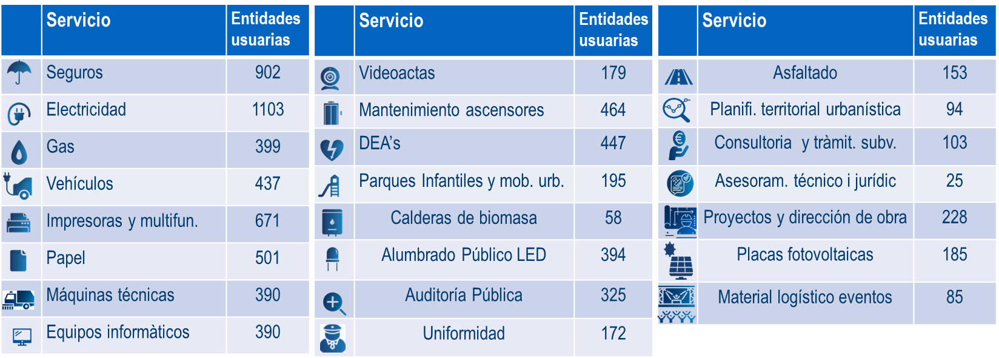 Servicio Entidades usuarias
Seguros 902
Electricidad 1103
Gas 399
Vehículos 437
Impresoras y multifun. 671
Papel 501
Máquinas técnicas 390
Equipos informàticos 390
Servicio Entidades usuarias
Videoactas 179
Mantenimiento ascensores 464
DEA’s 447
Parques Infantiles y mob. urb. 195
Calderas de biomasa 58
Alumbrado Público LED 394
Auditoría Pública 325
Uniformidad 172
Servicio Entidades usuarias
Asfaltado 153
Planifi. territorial urbanística 94
Consultoria y tràmit. subv. 103
Asesoram. técnico i jurídic 25
Proyectos y dirección de obra 228
Placas fotovoltaicas 185
Material logístico eventos 85